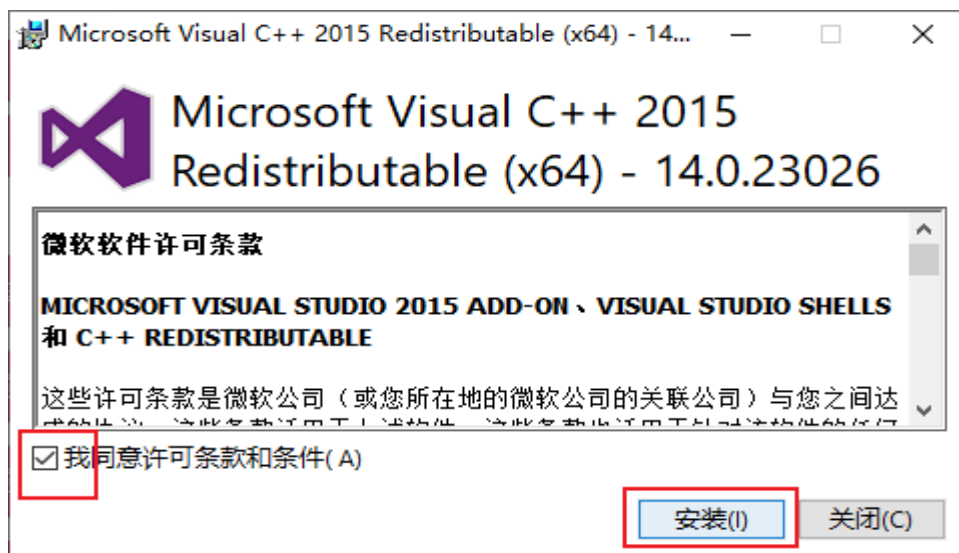 Microsoft Visual C++ 2015 Redistributable (x64) - 14...
Microsoft Visual C++ 2015
Redistributable (x64) - 14.0.23026
微软软件许可条款
MICROSOFT VISUAL STUDIO 2015 ADD-ON、VISUAL STUDIO SHELLS
和 C++ REDISTRIBUTABLE
这些许可条款是微软公司（或您所在地的微软公司的关联公司）与您之间达
我同意许可条款和条件(A)
安装(I)
关闭(C)